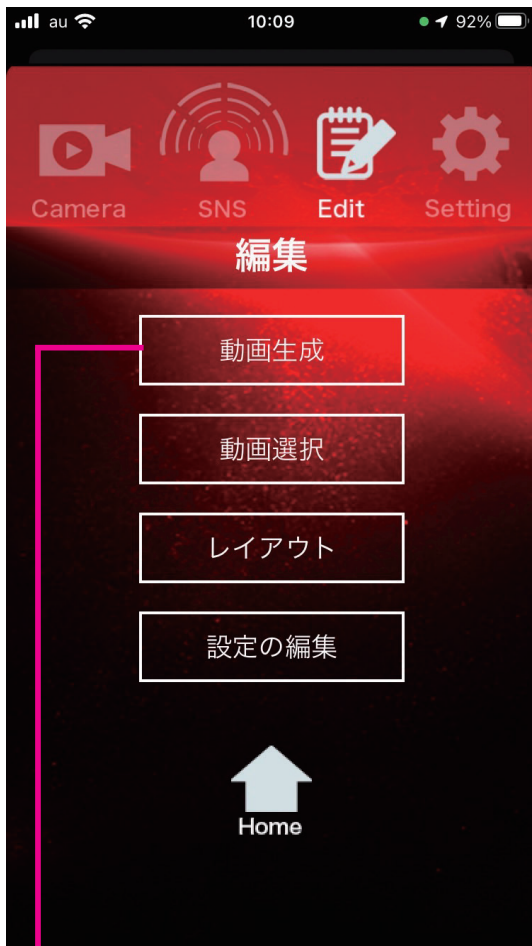 au 10:09 92%
Camera SNS Edit Setting
編集
動画生成
動画選択
レイアウト
設定の編集
Home